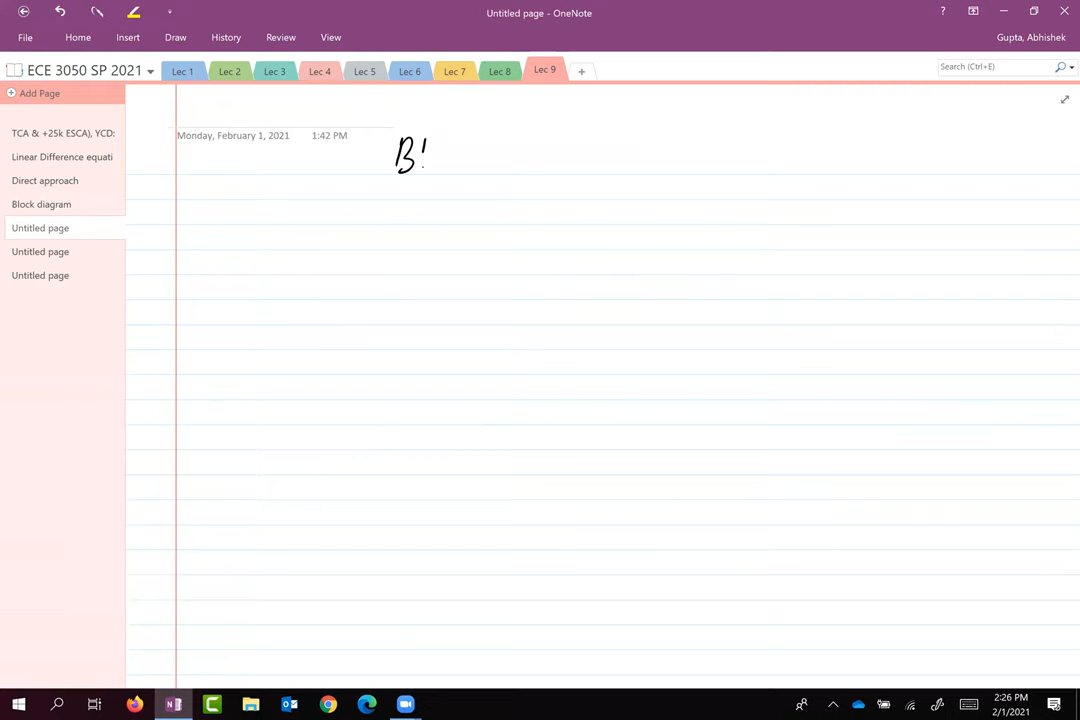 Untitled page - OneNote
?
File Home Insert Draw History Review View Gupta, Abhishek
ECE 3050 SP 2021 Lec 1 Lec 2 Lec 3 Lec 4 Lec 5 Lec 6 Lec 7 Lec 8 Lec 9 + Search (Ctrl+E)
+ Add Page
TCA & +25k ESCA), YCD:
Monday, February 1, 2021 1:42 PM
B!
Linear Difference equati
Direct approach
Block diagram
Untitled page
Untitled page
Untitled page
2:26 PM
2/1/2021